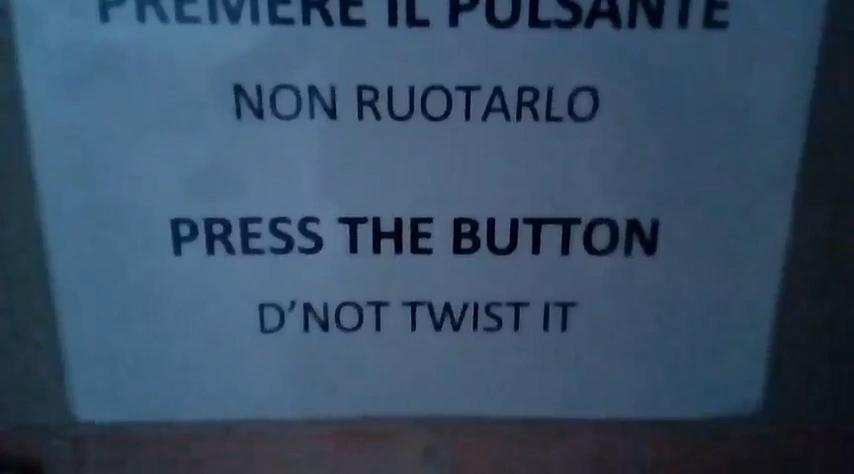 PREMERE IL PULSANTE
NON RUOTARLO
PRESS THE BUTTON
D'NOT TWIST IT